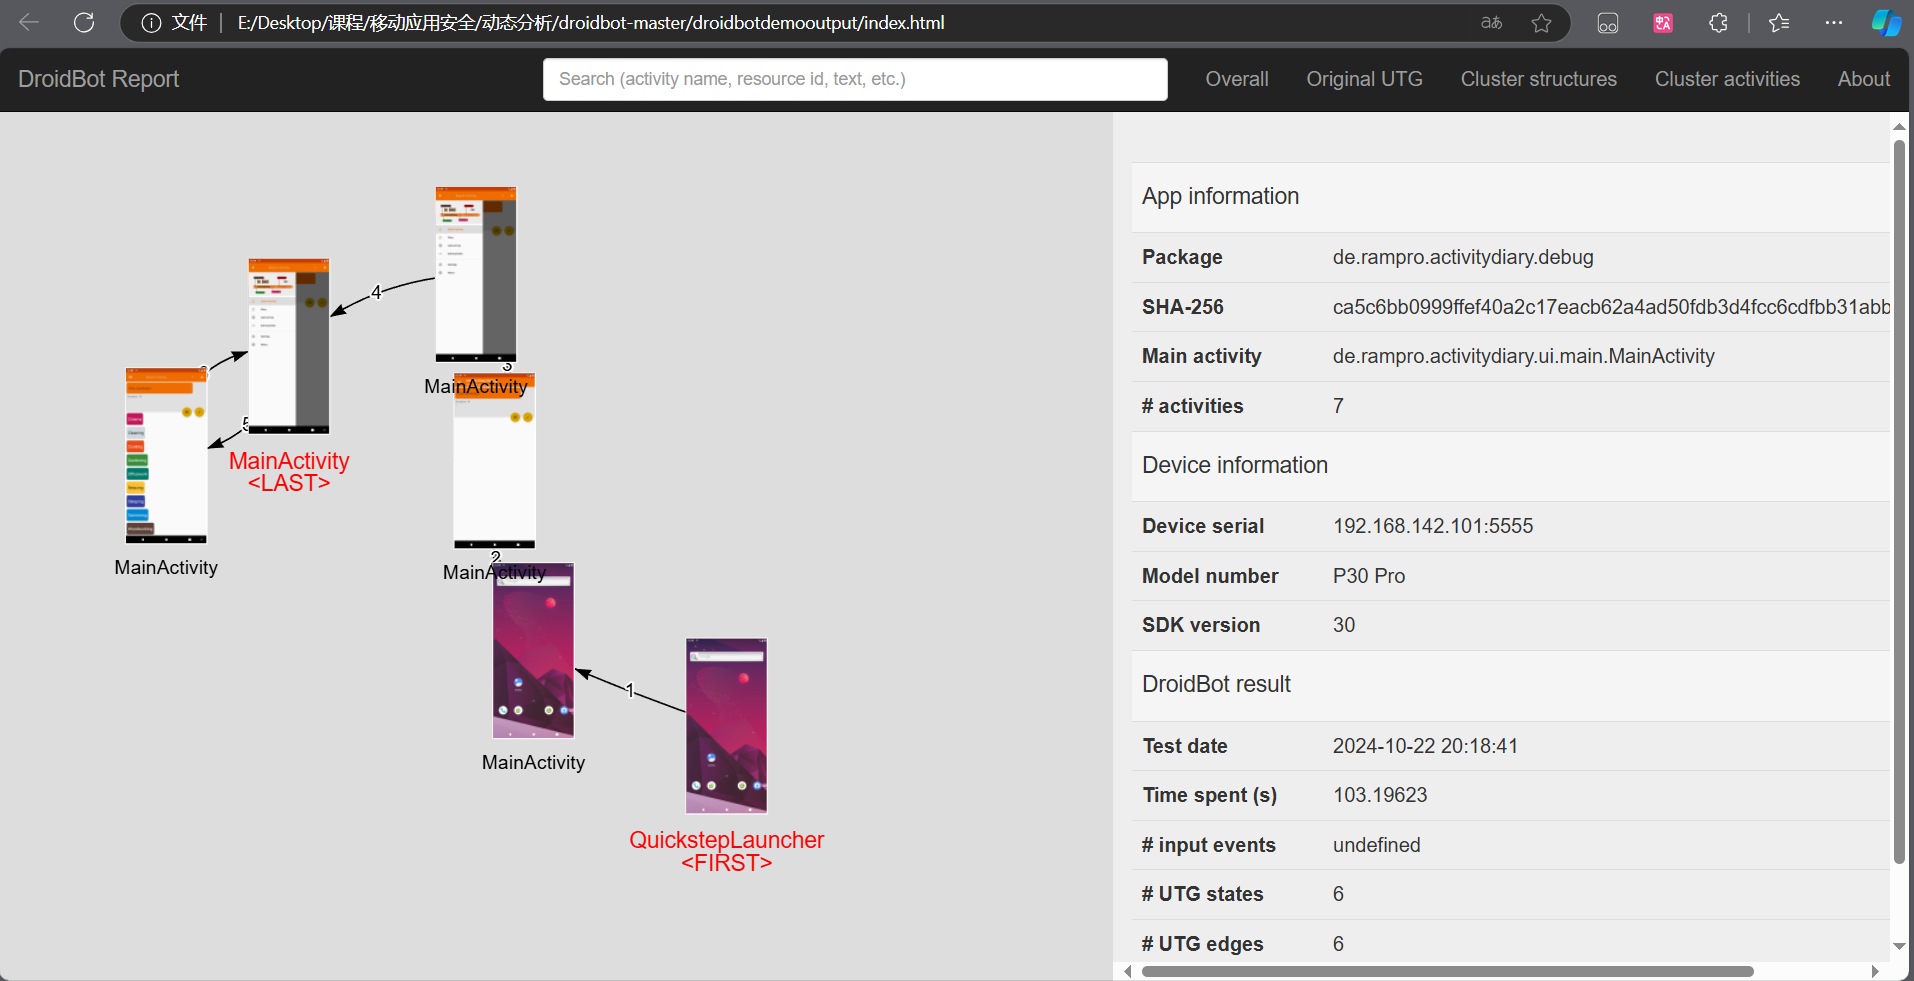 文件
E:/Desktop/课程/移动应用安全/动态分析/droidbot-master/droidbotdemooutput/index.html
DroidBot Report
Search (activity name, resource id, text, etc.)
Overall
Original UTG
Cluster structures
Cluster activities
About
4
3
MainActivity
5
MainActivity
<LAST>
MainActivity
2
MainActivity
1
MainActivity
QuickstepLauncher
<FIRST>
App information
Package de.rampro.activitydiary.debug
SHA-256 ca5c6bb0999ffef40a2c17eacb62a4ad50fdb3d4fcc6cdfbb31abb
Main activity de.rampro.activitydiary.ui.main.MainActivity
# activities 7
Device information
Device serial 192.168.142.101:5555
Model number P30 Pro
SDK version 30
DroidBot result
Test date 2024-10-22 20:18:41
Time spent (s) 103.19623
# input events undefined
# UTG states 6
# UTG edges 6